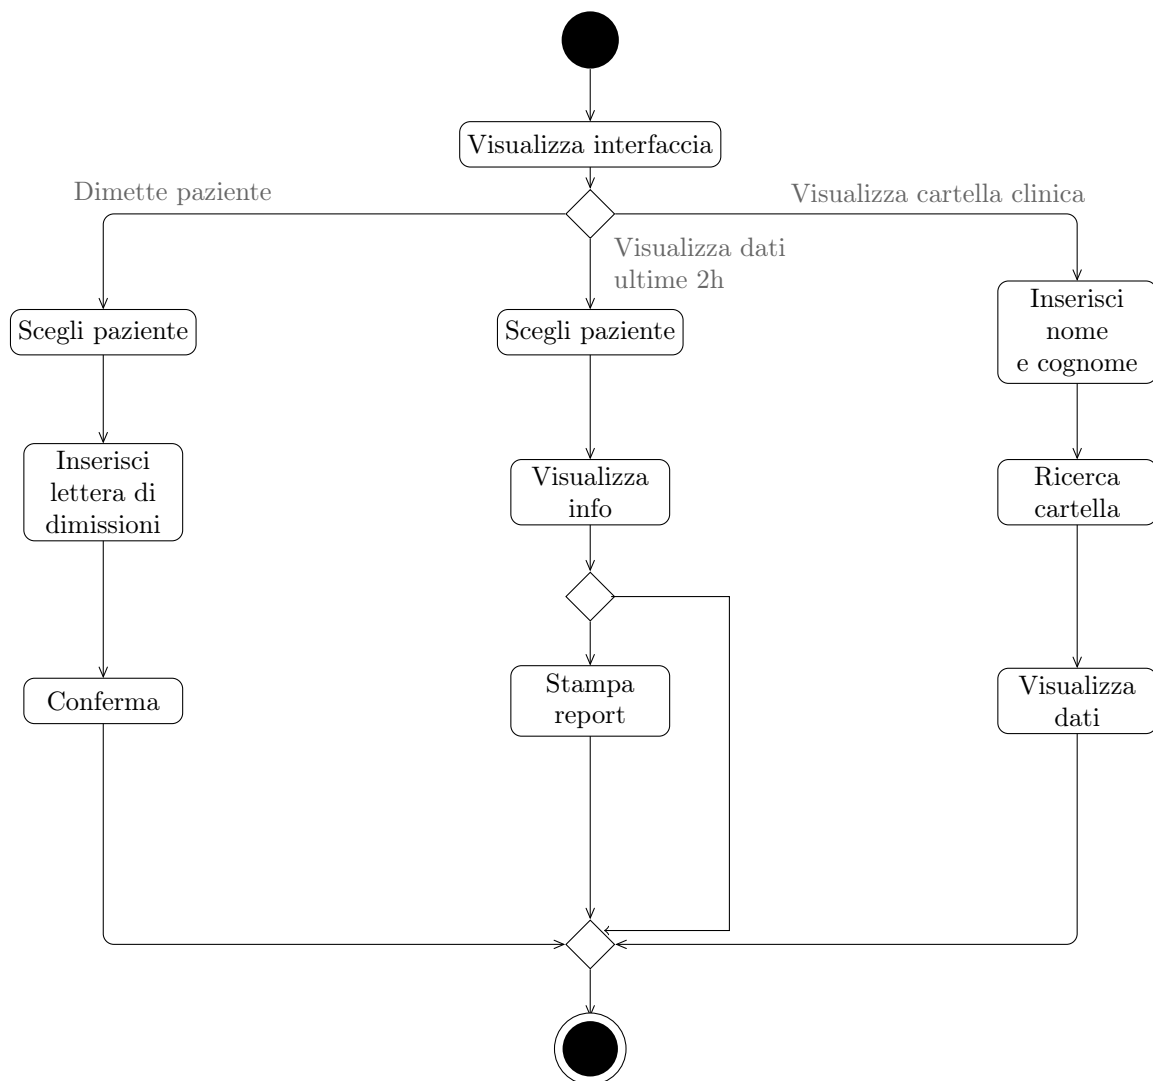 Visualizza interfaccia
Dimette paziente
Visualizza cartella clinica
Visualizza dati
ultime 2h
Scegli paziente
Scegli paziente
Inserisci
nome
e cognome
Inserisci
lettera di
dimissioni
Visualizza
info
Ricerca
cartella
Conferma
Stampa
report
Visualizza
dati